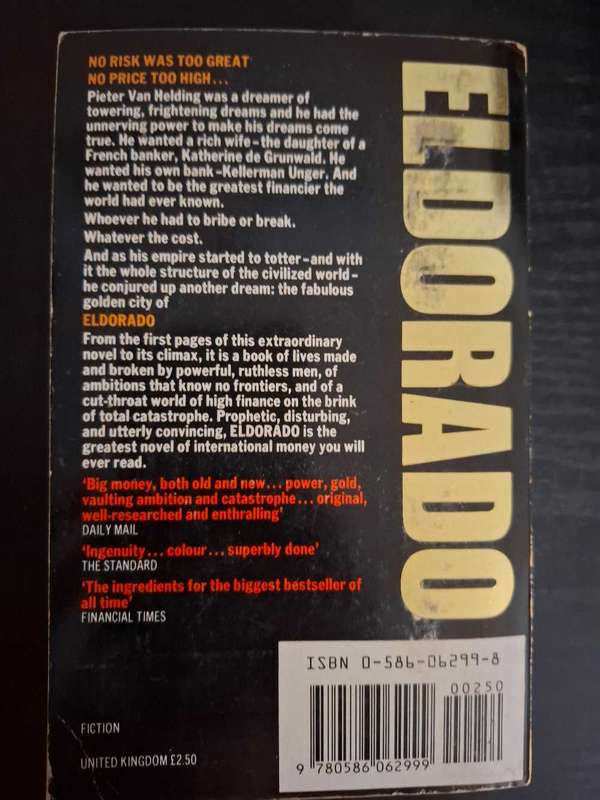 NO RISK WAS TOO GREAT
NO PRICE TOO HIGH...
Pieter Van Helding was a dreamer of
towering, frightening dreams and he had the
unnerving power to make his dreams come
true. He wanted a rich wife–the daughter of a
French banker, Katherine de Grunwald. He
wanted his own bank–Kellerman Unger. And
he wanted to be the greatest financier the
world had ever known.
Whoever he had to bribe or break.
Whatever the cost.
And as his empire started to totter–and with
it the whole structure of the civilized world–
he conjured up another dream: the fabulous
golden city of
ELDORADO
From the first pages of this extraordinary
novel to its climax, it is a book of lives made
and broken by powerful, ruthless men, of
ambitions that know no frontiers, and of a
cut-throat world of high finance on the brink
of total catastrophe. Prophetic, disturbing,
and utterly convincing, ELDORADO is the
greatest novel of international money you will
ever read.
'Big money, both old and new... power, gold,
vaulting ambition and catastrophe... original,
well-researched and enthralling'
DAILY MAIL
'Ingenuity... colour... superbly done'
THE STANDARD
'The ingredients for the biggest bestseller of
all time'
FINANCIAL TIMES
FICTION
UNITED KINGDOM £2.50
ELDORADO
ISBN 0-586-06299-8
00250
9 780586 062999